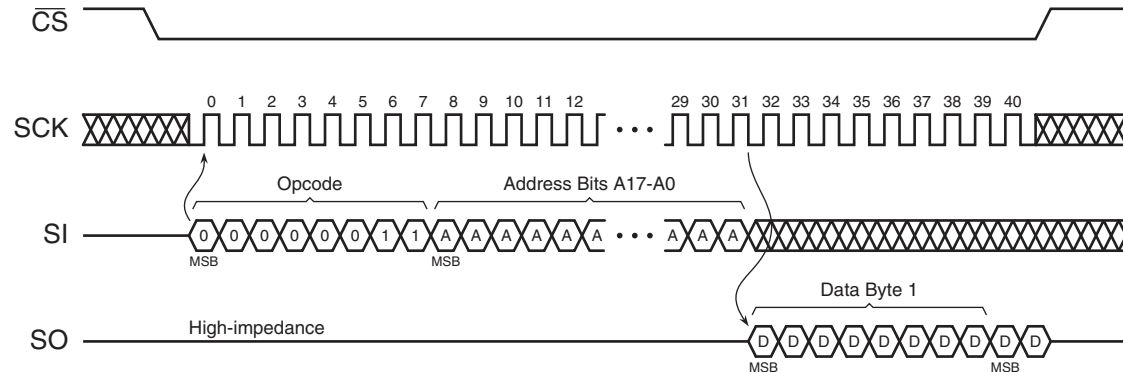 CS
0 1 2 3 4 5 6 7 8 9 10 11 12 29 30 31 32 33 34 35 36 37 38 39 40
SCK
Opcode Address Bits A17-A0
SI 0 0 0 0 0 0 1 1 A A A A A A A A A
MSB MSB
Data Byte 1
High-impedance
SO D D D D D D D D D D
MSB MSB